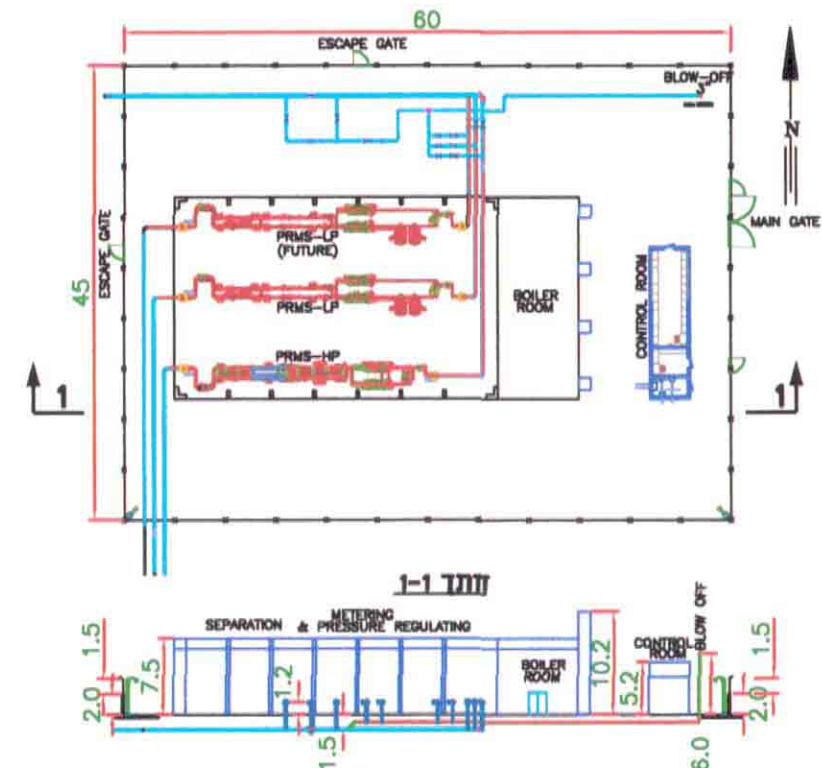 60
ESCAPE GATE
BLOW-OFF
3"
N
MAIN GATE
ESCAPE GATE
45
PRMS-LP
(FUTURE)
PRMS-LP
PRMS-HP
BOILER
ROOM
CONTROL ROOM
1
1
1-1 חתך
SEPARATION & METERING
PRESSURE REGULATING
BOILER
ROOM
CONTROL
ROOM
BLOW OFF
1.5
2.0
7.5
1.2
1.5
10.2
5.2
6.0
1.5
2.0